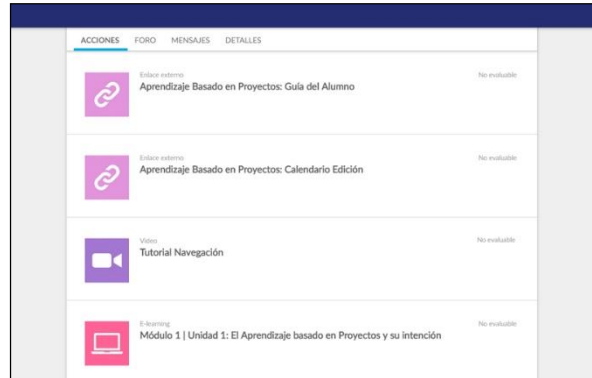 ACCIONES FORO MENSAJES DETALLES
Enlace externo No evaluable
Aprendizaje Basado en Proyectos: Guía del Alumno
Enlace externo No evaluable
Aprendizaje Basado en Proyectos: Calendario Edición
Video No evaluable
Tutorial Navegación
E-learning No evaluable
Módulo 1 | Unidad 1: El Aprendizaje basado en Proyectos y su intención